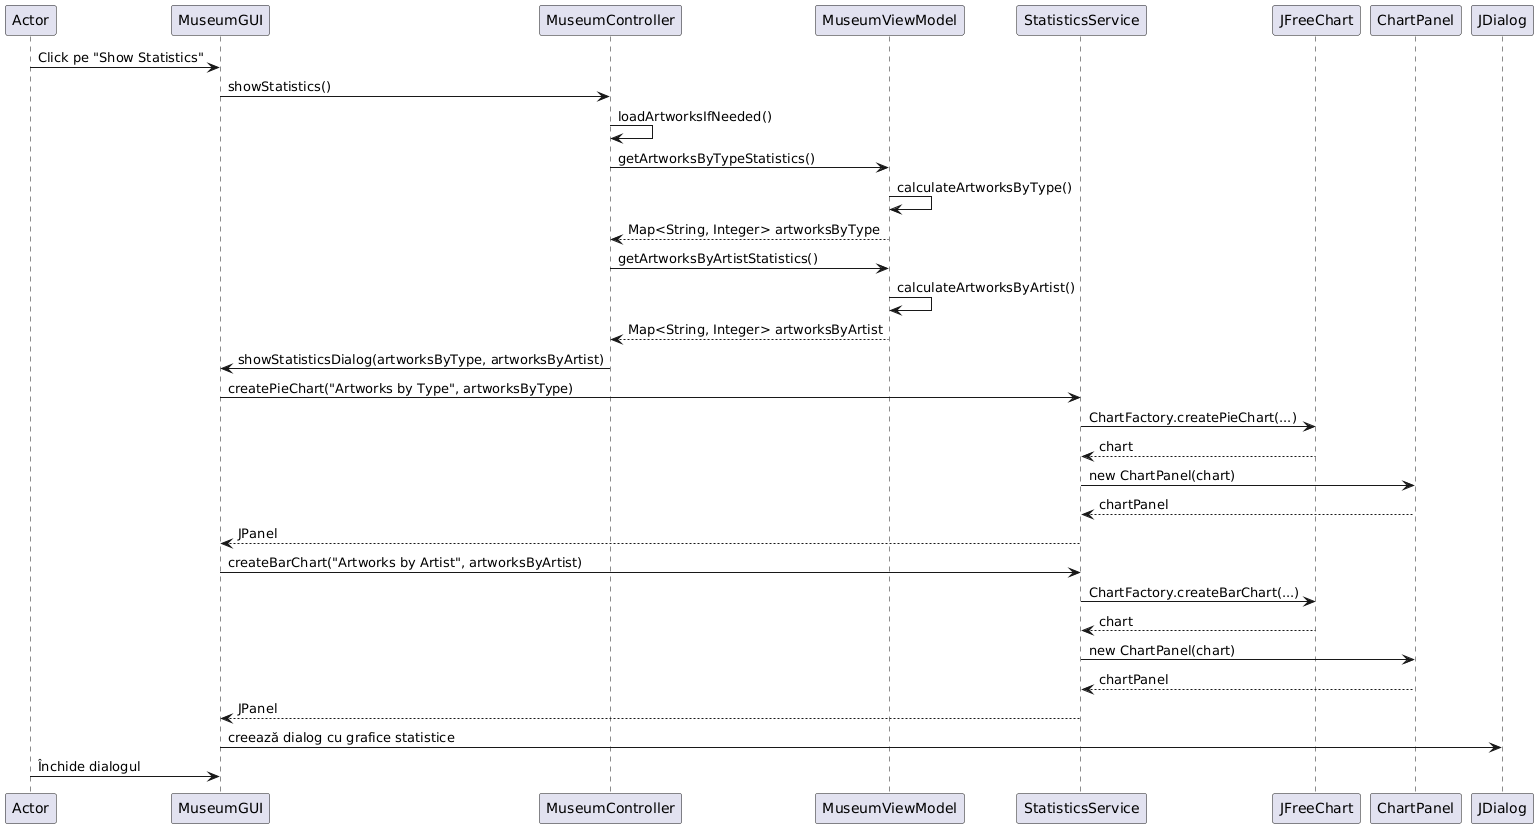 Actor MuseumGUI MuseumController MuseumViewModel StatisticsService JFreeChart ChartPanel JDialog
Click pe "Show Statistics"
showStatistics()
loadArtworksIfNeeded()
getArtworksByTypeStatistics()
calculateArtworksByType()
Map<String, Integer> artworksByType
getArtworksByArtistStatistics()
calculateArtworksByArtist()
Map<String, Integer> artworksByArtist
showStatisticsDialog(artworksByType, artworksByArtist)
createPieChart("Artworks by Type", artworksByType)
ChartFactory.createPieChart(...)
chart
new ChartPanel(chart)
chartPanel
JPanel
createBarChart("Artworks by Artist", artworksByArtist)
ChartFactory.createBarChart(...)
chart
new ChartPanel(chart)
chartPanel
JPanel
creează dialog cu grafice statistice
Închide dialogul
Actor MuseumGUI MuseumController MuseumViewModel StatisticsService JFreeChart ChartPanel JDialog